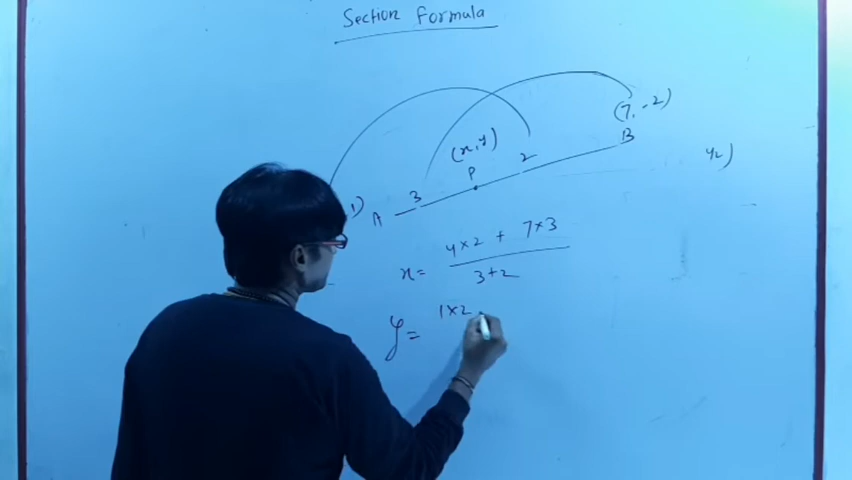 Section Formula
(7, -2)
(x, y)
y2)
1)
A 3 P 2 B
x = 4×2 + 7×3
3+2
y = 1×2